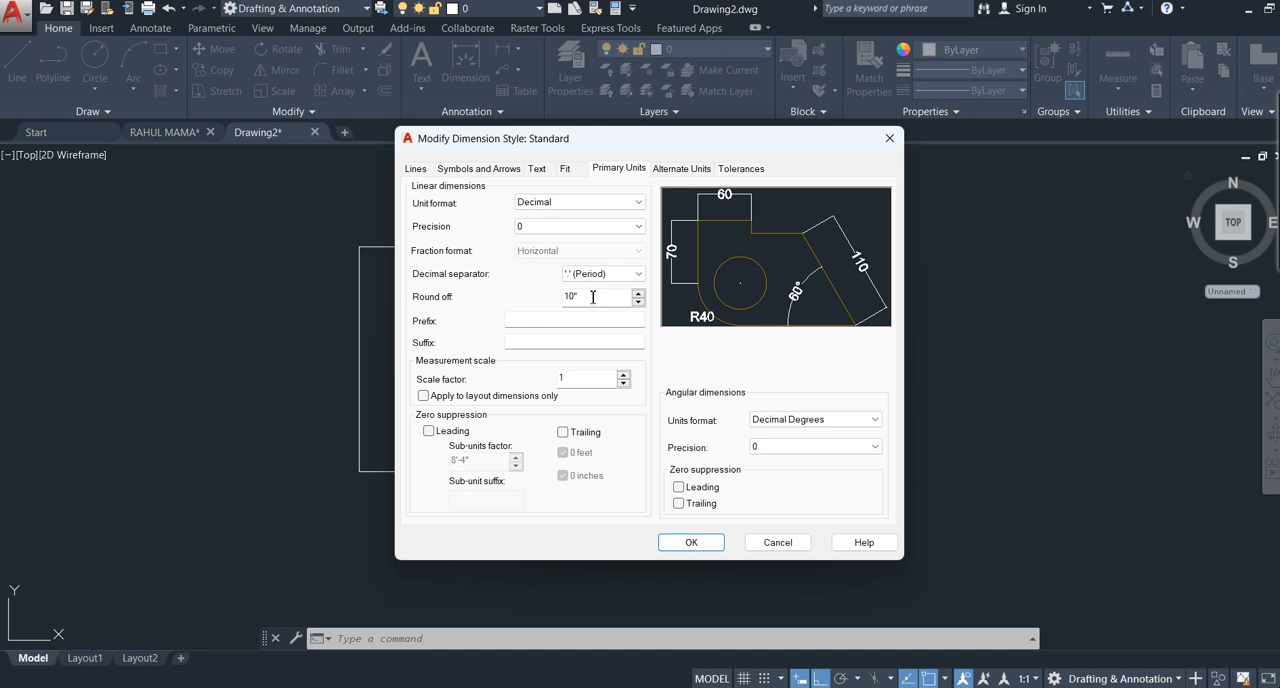 Drafting & Annotation
0
Drawing2.dwg
Type a keyword or phrase
Sign In
Home Insert Annotate Parametric View Manage Output Add-ins Collaborate Raster Tools Express Tools Featured Apps
Line Polyline Circle Arc
Move Rotate Trim
Copy Mirror Fillet
Stretch Scale Array
Text Dimension Table
Layer Properties
0
Make Current
Match Layer
Insert
Match Properties
ByLayer
ByLayer
ByLayer
Group
Measure
Paste
Base
Draw Modify Annotation Layers Block Properties Groups Utilities Clipboard View
Start RAHUL MAMA* Drawing2*
[−][Top][2D Wireframe]
Modify Dimension Style: Standard
Lines Symbols and Arrows Text Fit Primary Units Alternate Units Tolerances
Linear dimensions
Unit format: Decimal
Precision 0
Fraction format: Horizontal
Decimal separator: '.' (Period)
Round off: 10"
Prefix:
Suffix:
Measurement scale
Scale factor: 1
Apply to layout dimensions only
Zero suppression
Leading
Trailing
Sub-units factor:
8'-4"
0 feet
Sub-unit suffix:
0 inches
60
70
110
60°
R40
Angular dimensions
Units format: Decimal Degrees
Precision: 0
Zero suppression
Leading
Trailing
OK Cancel Help
N
W TOP E
S
Unnamed
Y
X
Type a command
Model Layout1 Layout2
MODEL 1:1 Drafting & Annotation